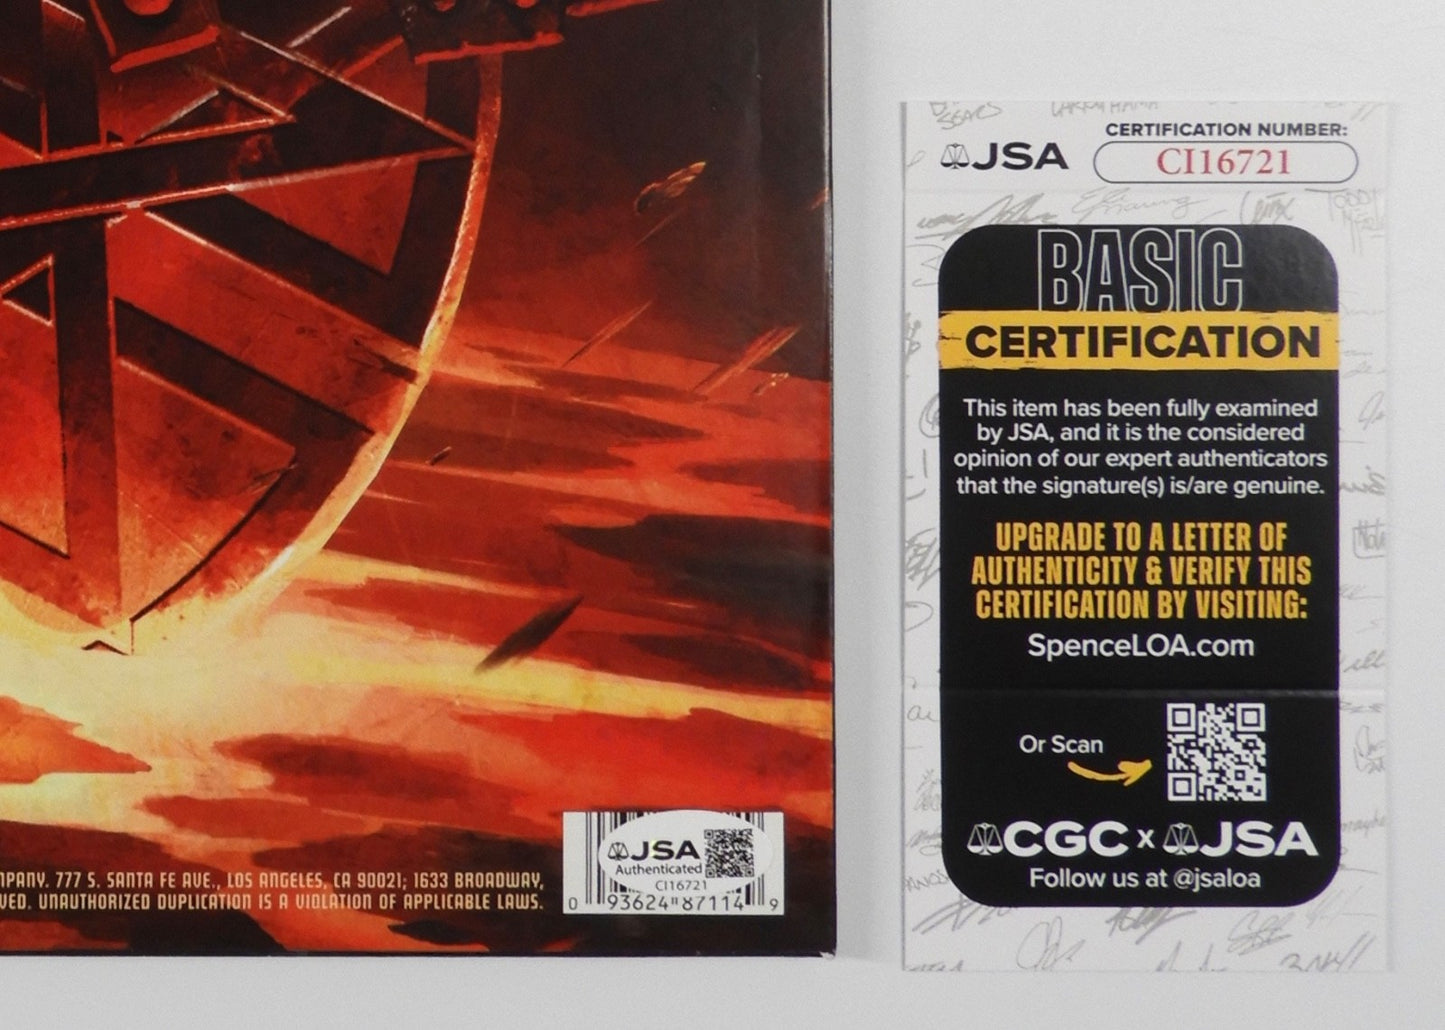 JSA
CERTIFICATION NUMBER:
CI16721
BASIC
CERTIFICATION
This item has been fully examined
by JSA, and it is the considered
opinion of our expert authenticators
that the signature(s) is/are genuine.
UPGRADE TO A LETTER OF
AUTHENTICITY & VERIFY THIS
CERTIFICATION BY VISITING:
SpenceLOA.com
Or Scan
CGC x JSA
Follow us at @jsaloa
JSA
Authenticated
CI16721
0 93624 87114 9
777 S. SANTA FE AVE., LOS ANGELES, CA 90021; 1633 BROADWAY,
UNAUTHORIZED DUPLICATION IS A VIOLATION OF APPLICABLE LAWS.